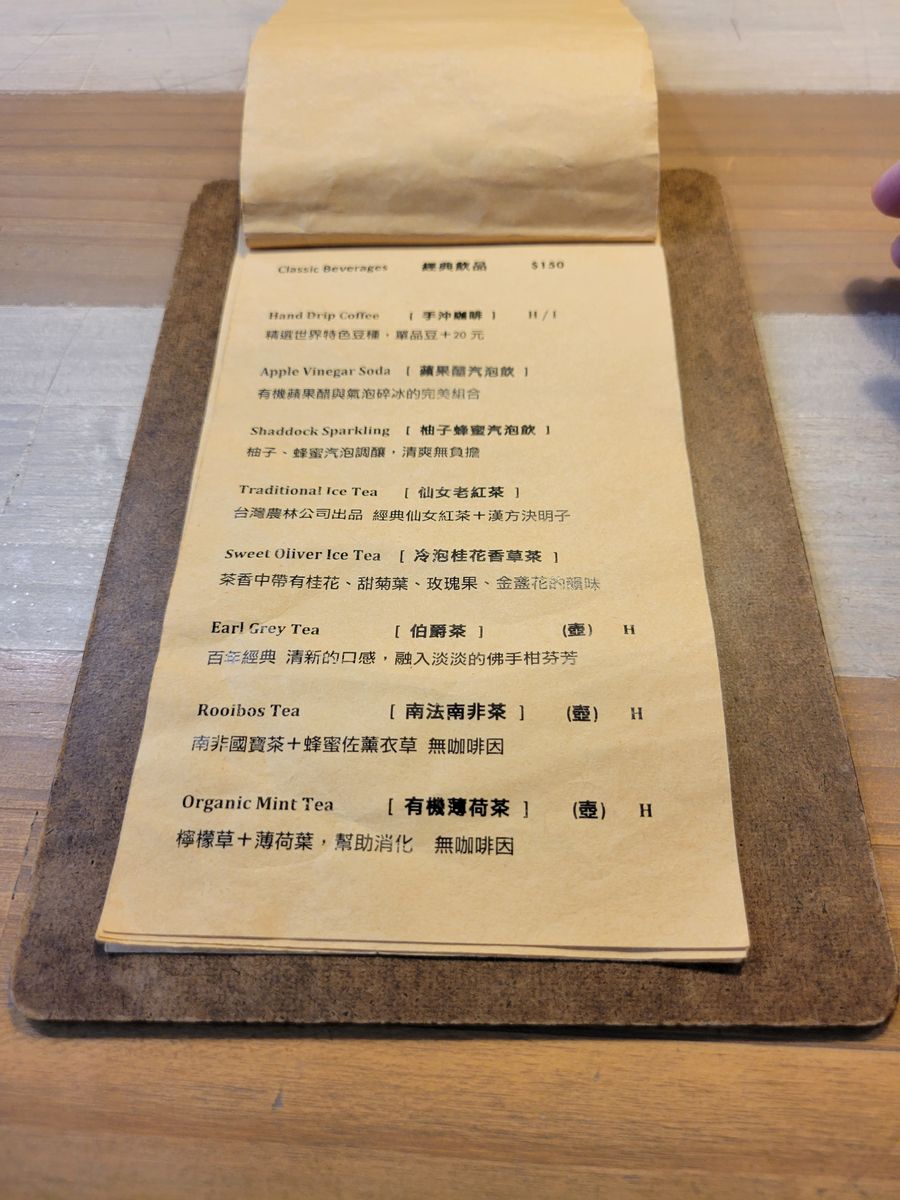 Classic Beverages 經典飲品 $150
Hand Drip Coffee [ 手沖咖啡 ] H / I
精選世界特色豆種，單品豆＋20 元
Apple Vinegar Soda [ 蘋果醋汽泡飲 ]
有機蘋果醋與氣泡碎冰的完美組合
Shaddock Sparkling [ 柚子蜂蜜汽泡飲 ]
柚子、蜂蜜汽泡調釀，清爽無負擔
Traditional Ice Tea [ 仙女老紅茶 ]
台灣農林公司出品 經典仙女紅茶＋漢方決明子
Sweet Oliver Ice Tea [ 冷泡桂花香草茶 ]
茶香中帶有桂花、甜菊葉、玫瑰果、金盞花的韻味
Earl Grey Tea [ 伯爵茶 ] (壺) H
百年經典 清新的口感，融入淡淡的佛手柑芬芳
Rooibos Tea [ 南法南非茶 ] (壺) H
南非國寶茶＋蜂蜜佐薰衣草 無咖啡因
Organic Mint Tea [ 有機薄荷茶 ] (壺) H
檸檬草＋薄荷葉，幫助消化 無咖啡因